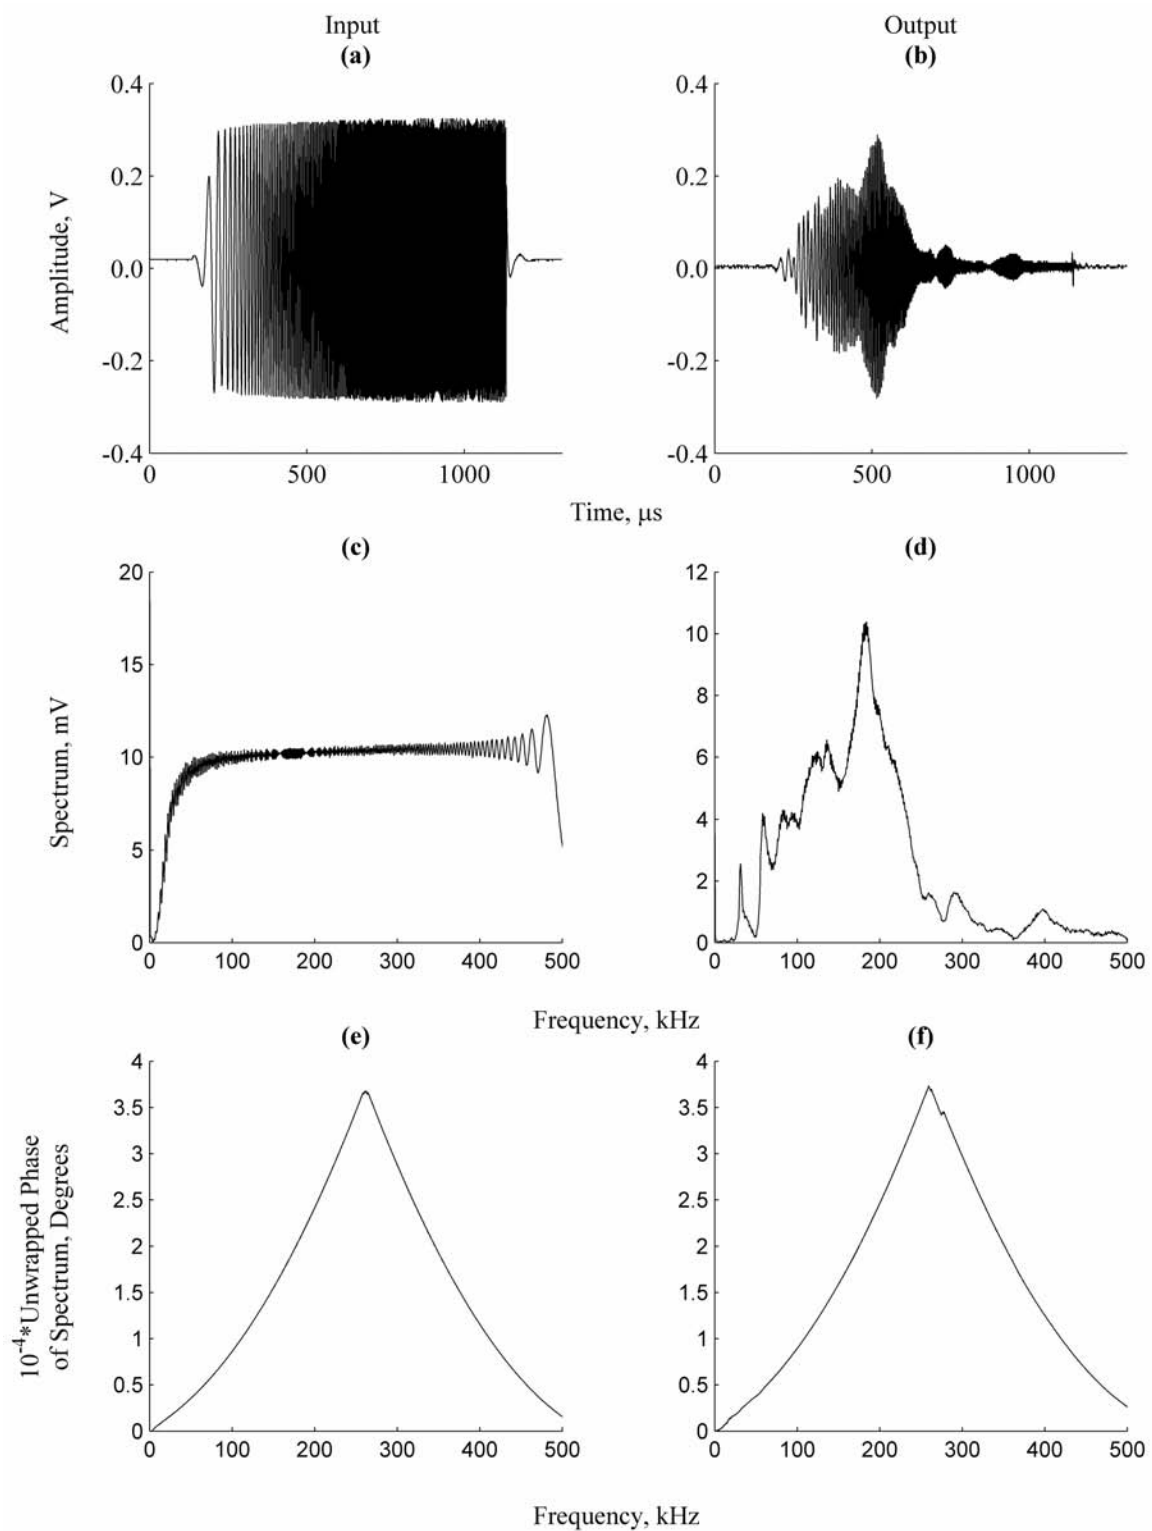 Input
(a)
Output
(b)
0.4
0.2
0.0
-0.2
-0.4
0 500 1000
0.4
0.2
0.0
-0.2
-0.4
0 500 1000
Amplitude, V
Time, μs
(c)
(d)
20
15
10
5
0
0 100 200 300 400 500
12
10
8
6
4
2
0
0 100 200 300 400 500
Spectrum, mV
Frequency, kHz
(e)
(f)
4
3.5
3
2.5
2
1.5
1
0.5
0
0 100 200 300 400 500
4
3.5
3
2.5
2
1.5
1
0.5
0
0 100 200 300 400 500
10⁻⁴*Unwrapped Phase
of Spectrum, Degrees
Frequency, kHz